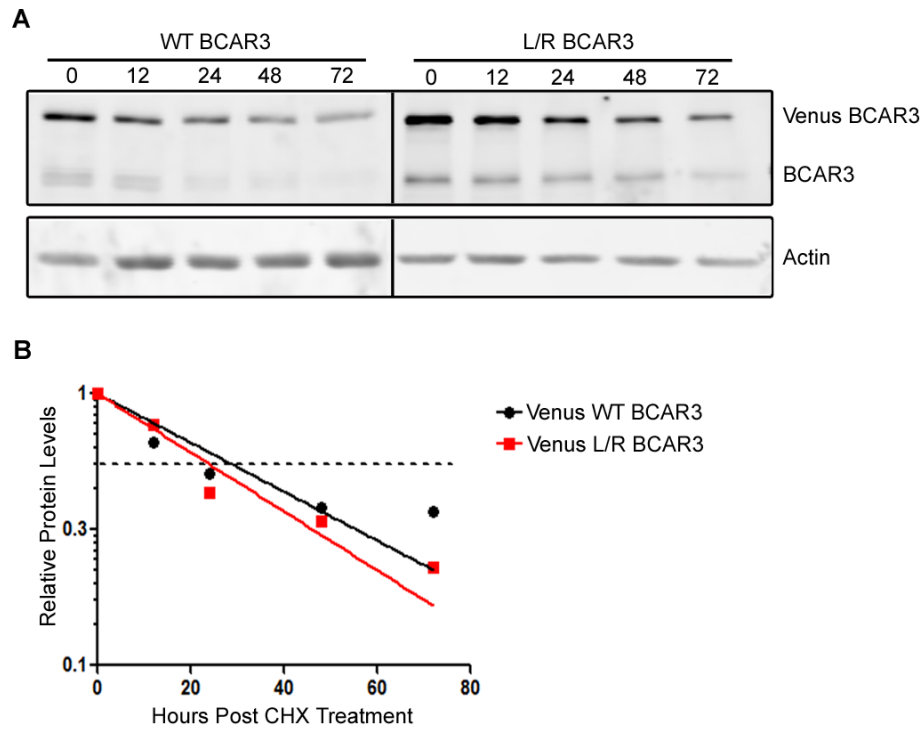 A
WT BCAR3
L/R BCAR3
0 12 24 48 72
0 12 24 48 72
Venus BCAR3
BCAR3
Actin
B
Relative Protein Levels
1
0.3
0.1
0 20 40 60 80
Hours Post CHX Treatment
Venus WT BCAR3
Venus L/R BCAR3